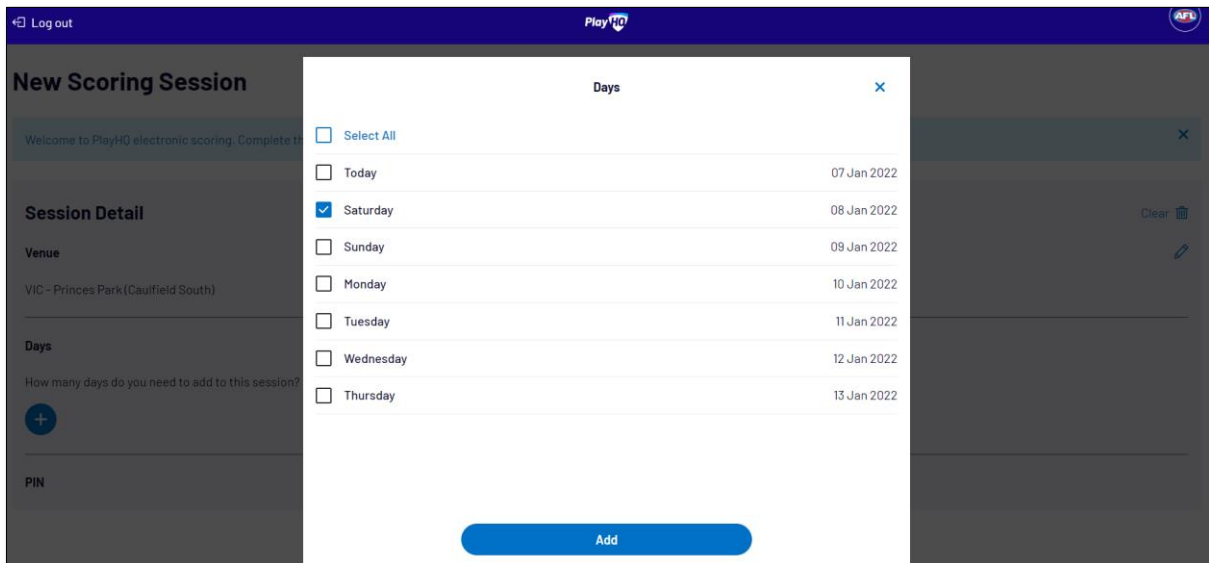 Log out
PlayHQ
AFL
New Scoring Session
Welcome to PlayHQ electronic scoring. Complete th
Session Detail
Clear
Venue
VIC - Princes Park (Caulfield South)
Days
How many days do you need to add to this session?
PIN
Days
Select All
Today 07 Jan 2022
Saturday 08 Jan 2022
Sunday 09 Jan 2022
Monday 10 Jan 2022
Tuesday 11 Jan 2022
Wednesday 12 Jan 2022
Thursday 13 Jan 2022
Add